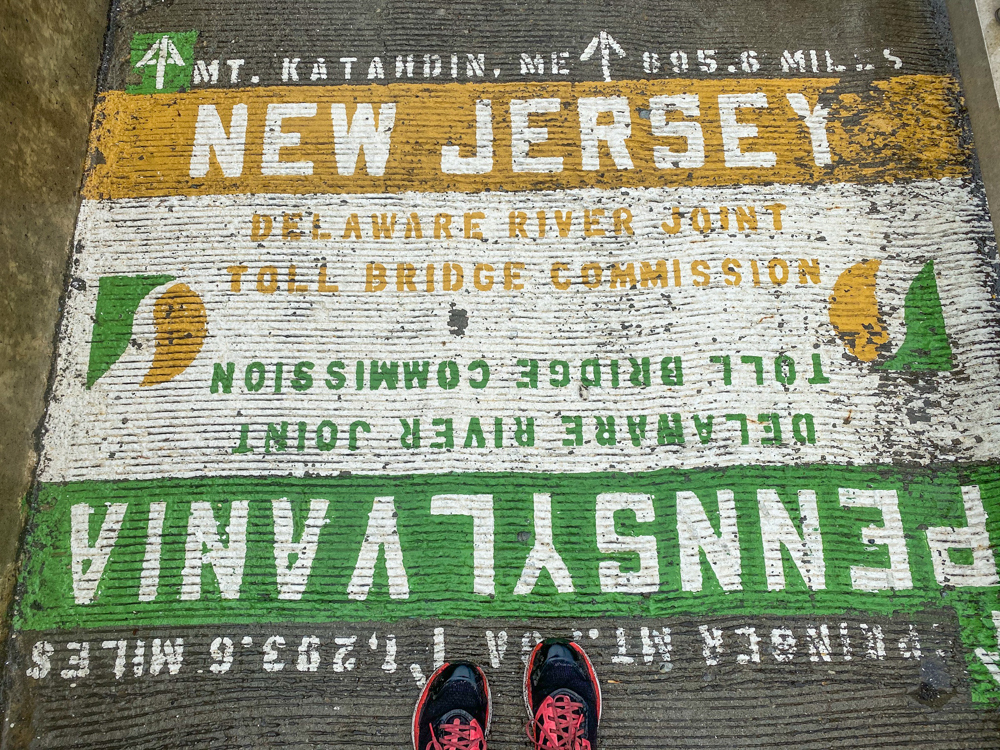 MT. KATAHDIN, ME 895.6 MILES
NEW JERSEY
DELAWARE RIVER JOINT
TOLL BRIDGE COMMISSION
SPRINGER MT., GA 1,293.6 MILES
PENNSYLVANIA
DELAWARE RIVER JOINT
TOLL BRIDGE COMMISSION